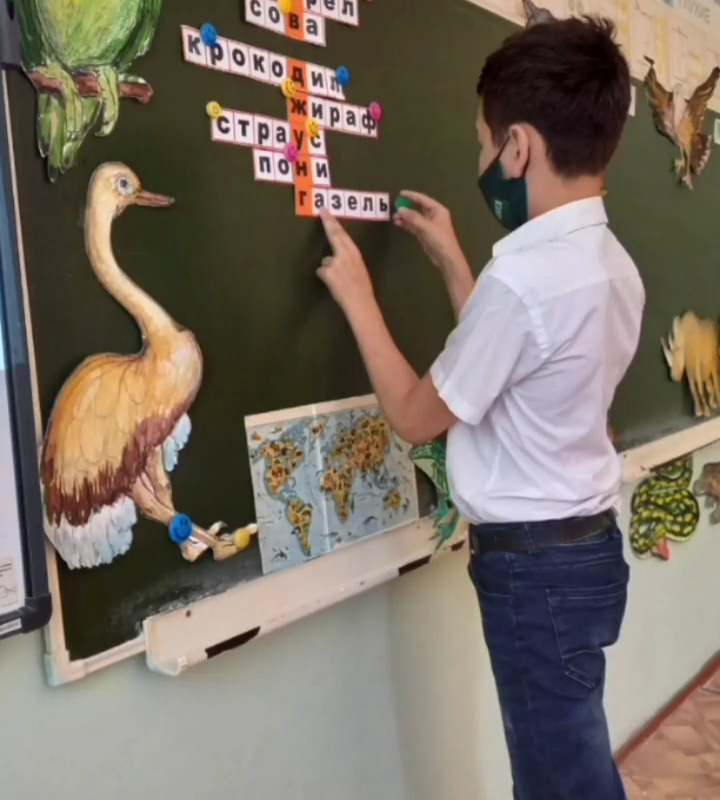 рел
сова
крокодил
жираф
страус
пони
газель